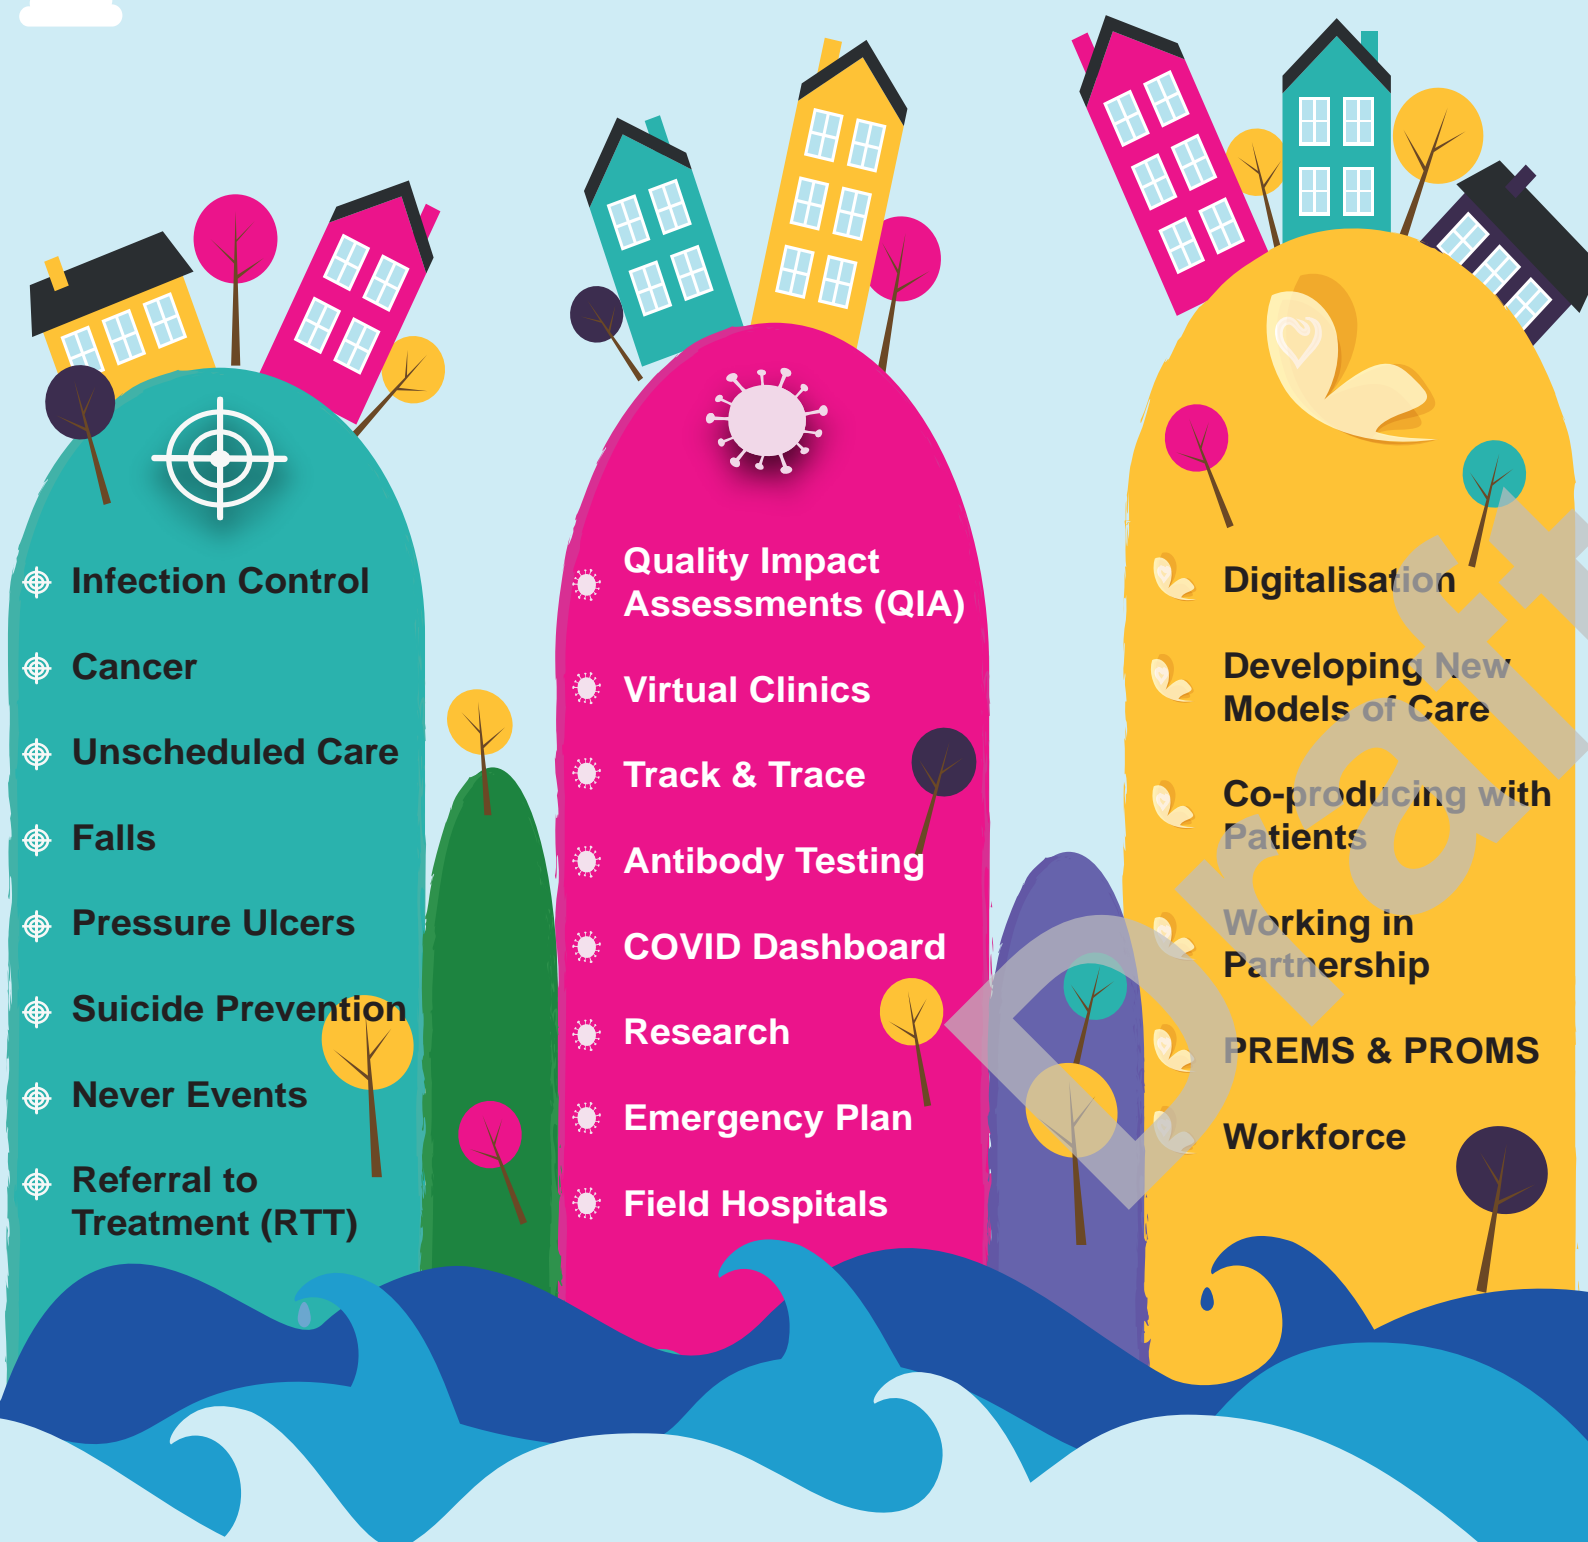 Infection Control
Cancer
Unscheduled Care
Falls
Pressure Ulcers
Suicide Prevention
Never Events
Referral to
Treatment (RTT)
Quality Impact
Assessments (QIA)
Virtual Clinics
Track & Trace
Antibody Testing
COVID Dashboard
Research
Emergency Plan
Field Hospitals
Digitalisation
Developing New
Models of Care
Co-producing with
Patients
Working in
Partnership
PREMS & PROMS
Workforce
Draft